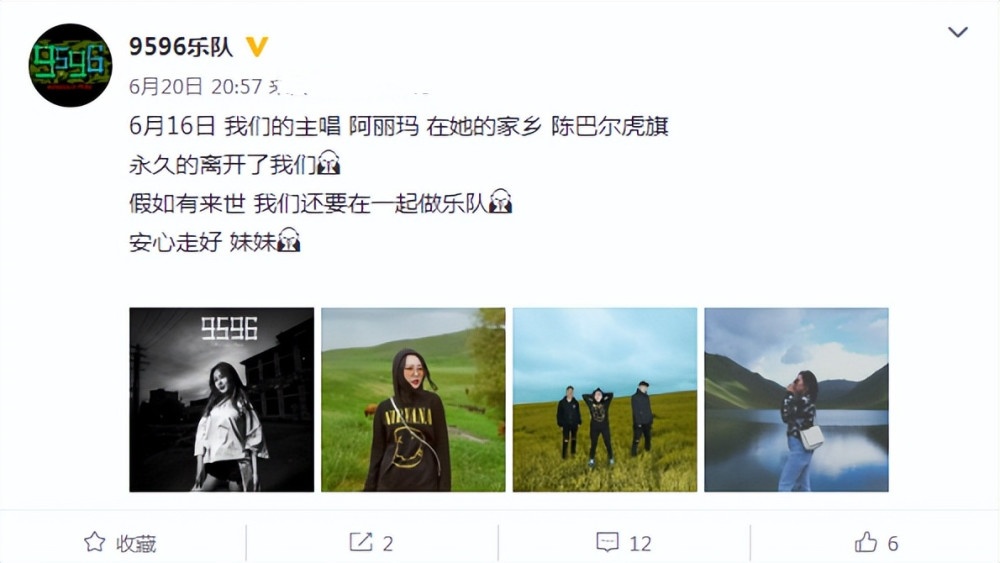 9596
9596乐队
6月20日 20:57
6月16日 我们的主唱 阿丽玛 在她的家乡 陈巴尔虎旗
永久的离开了我们
假如有来世 我们还要在一起做乐队
安心走好 妹妹
9596
NIRVANA
收藏
2
12
6